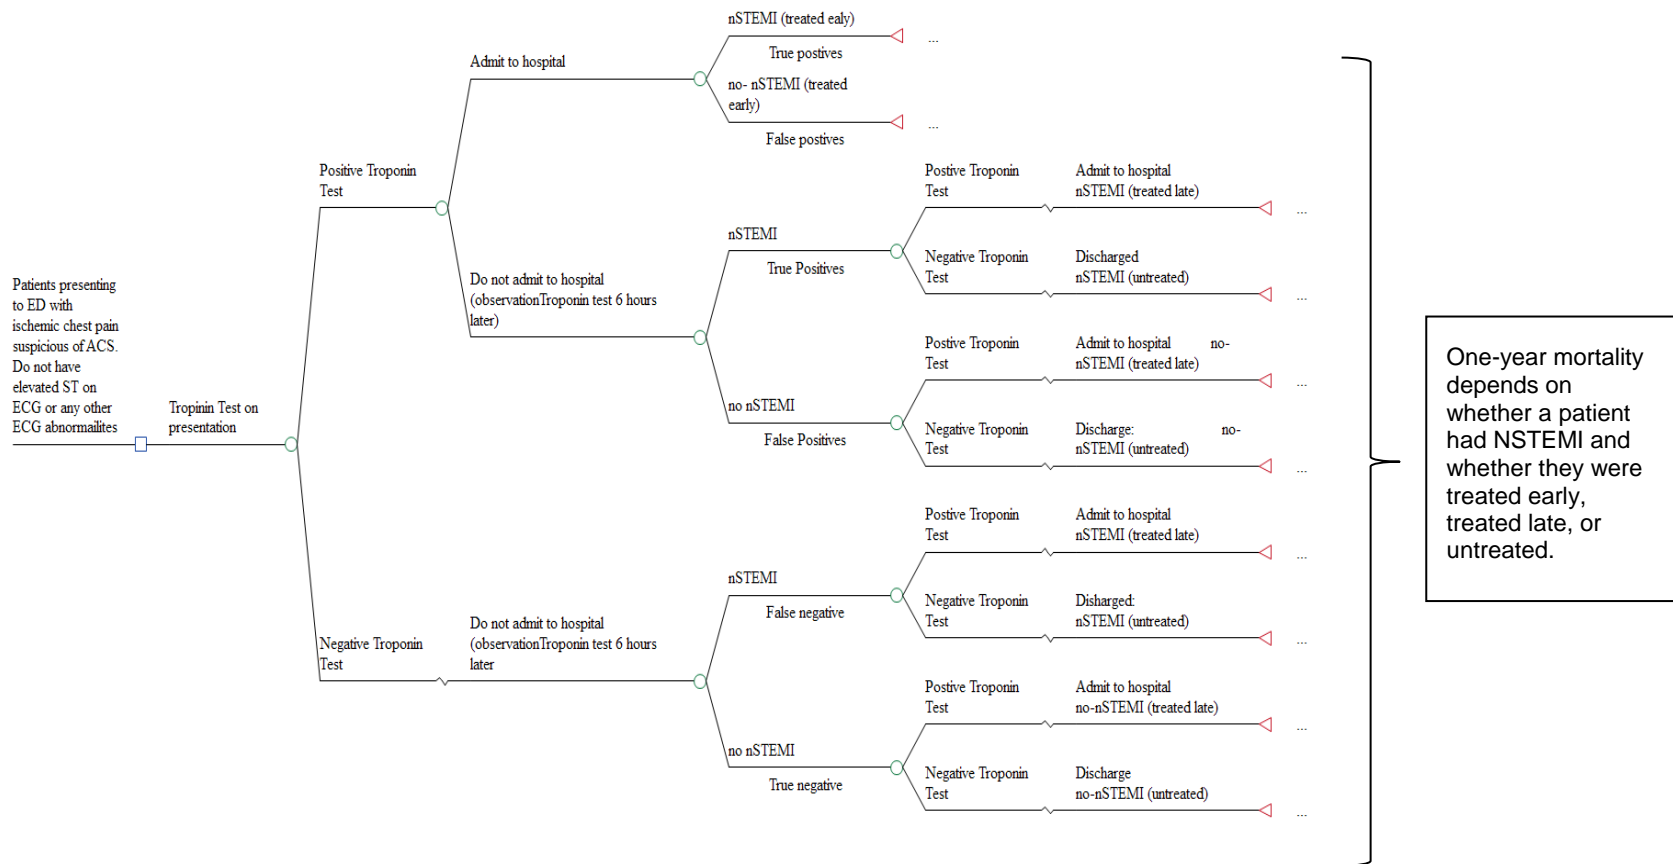 Patients presenting
to ED with
ischemic chest pain
suspicious of ACS.
Do not have
elevated ST on
ECG or any other
ECG abnormailites
Tropinin Test on
presentation
Positive Troponin
Test
Admit to hospital
nSTEMI (treated ealy)
True postives
...
no- nSTEMI (treated
early)
False postives
...
Do not admit to hospital
(observationTroponin test 6 hours
later)
nSTEMI
True Positives
Postive Troponin
Test
Admit to hospital
nSTEMI (treated late)
...
Negative Troponin
Test
Discharged
nSTEMI (untreated)
...
no nSTEMI
False Positives
Postive Troponin
Test
Admit to hospital no-
nSTEMI (treated late)
...
Negative Troponin
Test
Discharge: no-
nSTEMI (untreated)
...
Negative Troponin
Test
Do not admit to hospital
(observationTroponin test 6 hours
later
nSTEMI
False negative
Postive Troponin
Test
Admit to hospital
nSTEMI (treated late)
...
Negative Troponin
Test
Disharged:
nSTEMI (untreated)
...
no nSTEMI
True negative
Postive Troponin
Test
Admit to hospital
no-nSTEMI (treated late)
...
Negative Troponin
Test
Discharge
no-nSTEMI (untreated)
...
One-year mortality
depends on
whether a patient
had NSTEMI and
whether they were
treated early,
treated late, or
untreated.